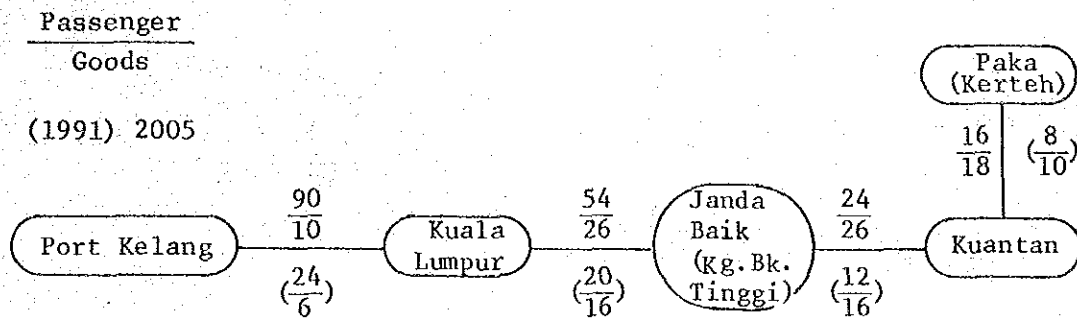 Passenger
Goods
(1991) 2005
Paka
(Kerteh)
16
18
(8
10)
90
10
54
26
24
26
Port Kelang
Kuala
Lumpur
Janda
Baik
(Kg. Bk.
Tinggi)
Kuantan
(24
6)
(20
16)
(12
16)